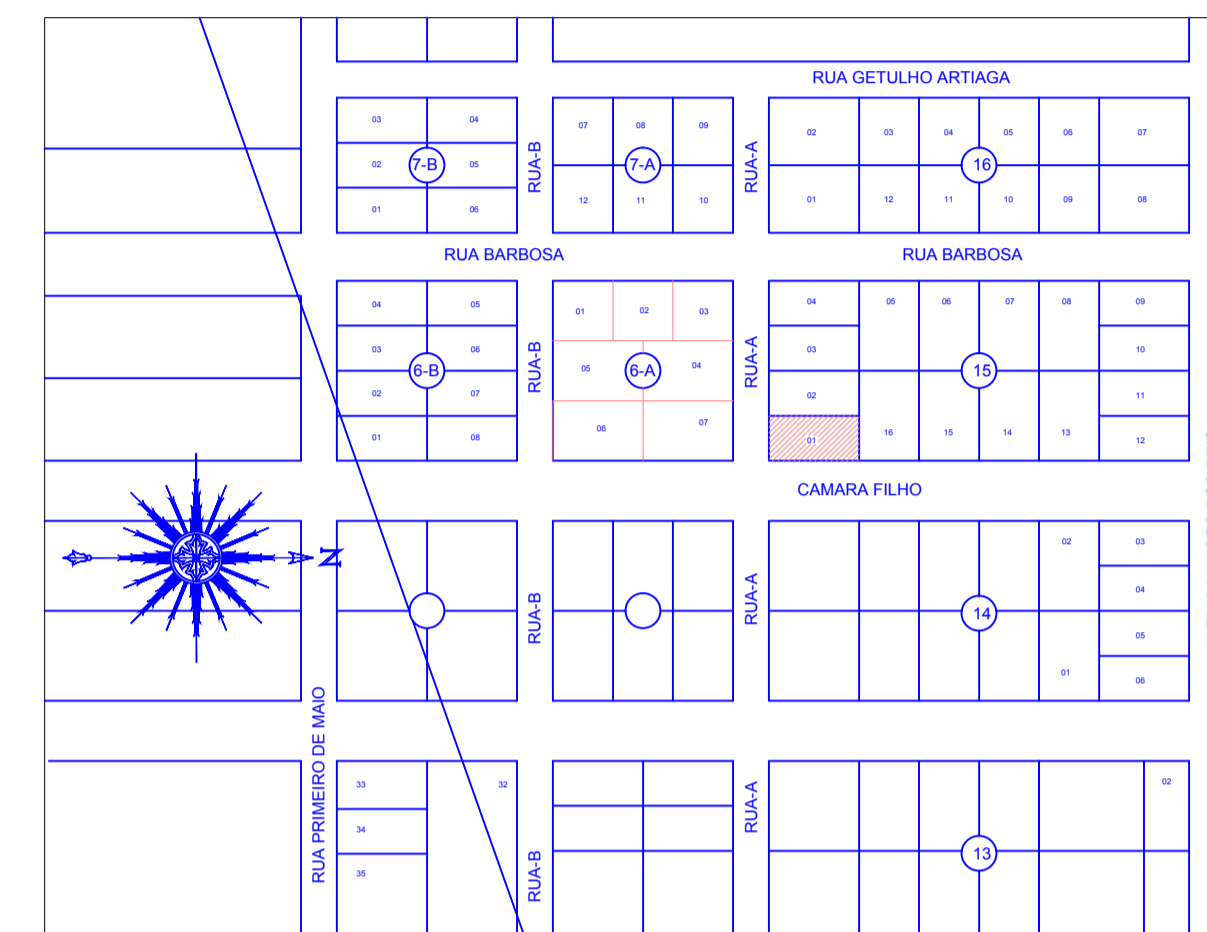 RUA GETULHO ARTIAGA
03 04
02 7-B 05
01 06
RUA-B
07 08 09
7-A
12 11 10
RUA-A
02 03 04 05 06 07
16
01 12 11 10 09 08
RUA BARBOSA
RUA BARBOSA
04 05
03 06
6-B
02 07
01 08
RUA-B
01 02 03
05 6-A 04
06 07
RUA-A
04 05 06 07 08 09
03 10
15
02 11
01 16 15 14 13 12
CAMARA FILHO
N
RUA-B
RUA-A
02 03
04
14
05
01 06
RUA PRIMEIRO DE MAIO
33 32
34
35
RUA-B
RUA-A
02
13